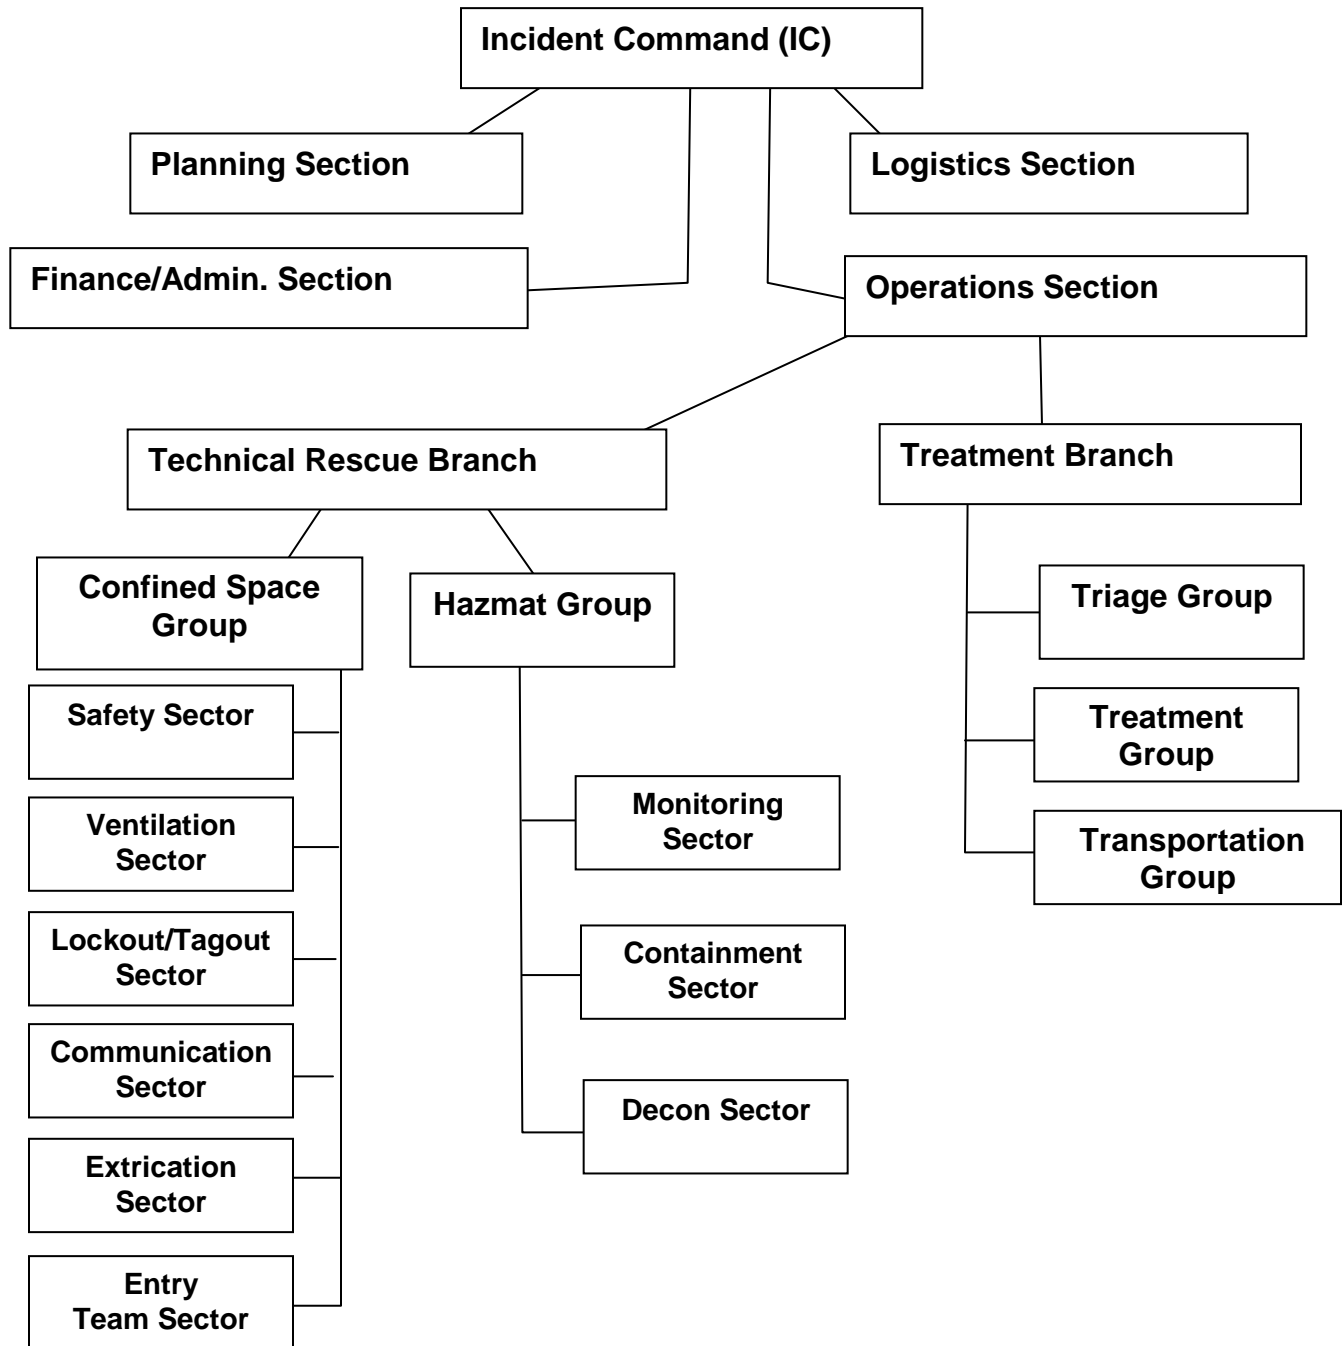 Incident Command (IC)
Planning Section
Logistics Section
Finance/Admin. Section
Operations Section
Technical Rescue Branch
Treatment Branch
Confined Space
Group
Hazmat Group
Triage Group
Safety Sector
Treatment
Group
Monitoring
Sector
Ventilation
Sector
Transportation
Group
Lockout/Tagout
Sector
Containment
Sector
Communication
Sector
Decon Sector
Extrication
Sector
Entry
Team Sector